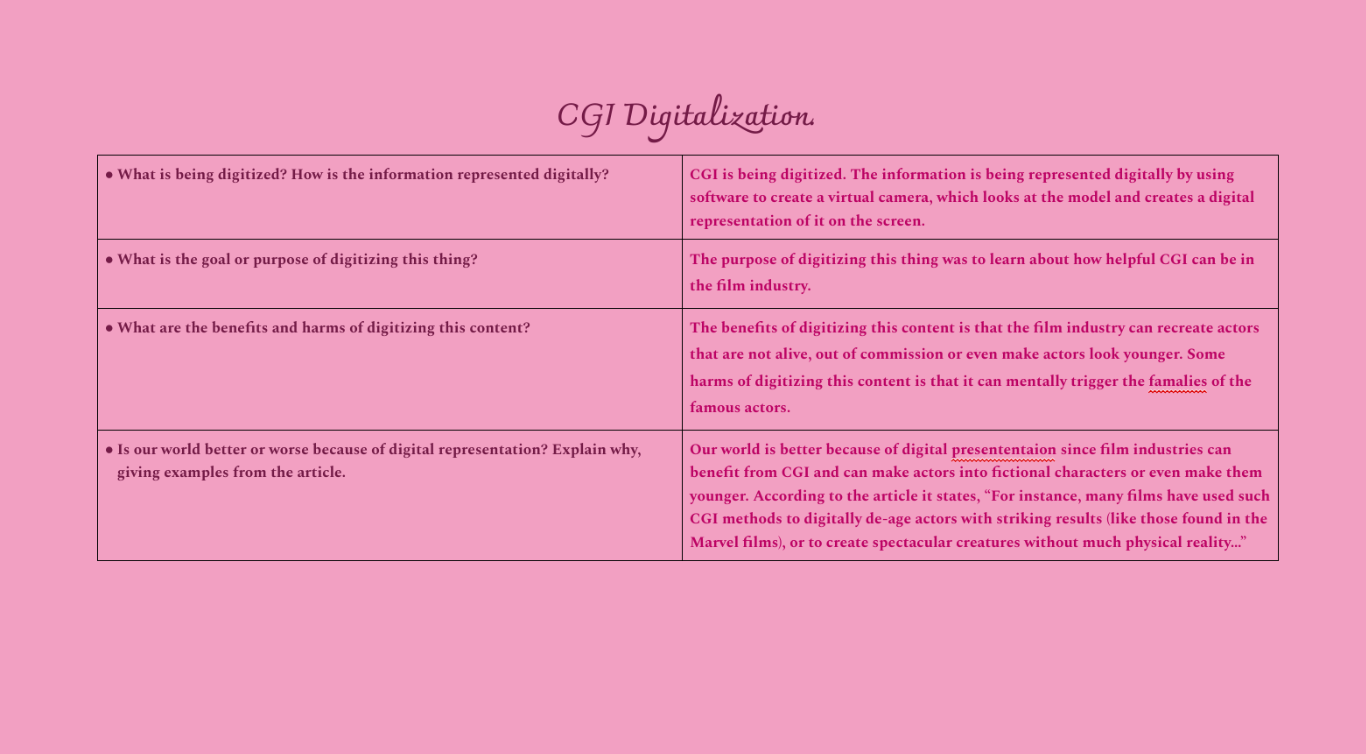 CGI Digitalization.
• What is being digitized? How is the information represented digitally?
CGI is being digitized. The information is being represented digitally by using
software to create a virtual camera, which looks at the model and creates a digital
representation of it on the screen.
• What is the goal or purpose of digitizing this thing?
The purpose of digitizing this thing was to learn about how helpful CGI can be in
the film industry.
• What are the benefits and harms of digitizing this content?
The benefits of digitizing this content is that the film industry can recreate actors
that are not alive, out of commission or even make actors look younger. Some
harms of digitizing this content is that it can mentally trigger the famalies of the
famous actors.
• Is our world better or worse because of digital representation? Explain why,
giving examples from the article.
Our world is better because of digital presententaion since film industries can
benefit from CGI and can make actors into fictional characters or even make them
younger. According to the article it states, “For instance, many films have used such
CGI methods to digitally de-age actors with striking results (like those found in the
Marvel films), or to create spectacular creatures without much physical reality...”